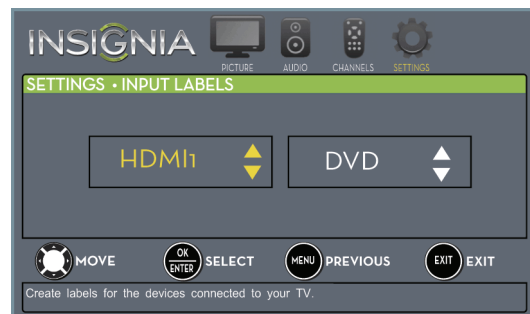 INSIGNIA
PICTURE AUDIO CHANNELS SETTINGS
SETTINGS • INPUT LABELS
HDMI1 DVD
MOVE OK ENTER SELECT MENU PREVIOUS EXIT EXIT
Create labels for the devices connected to your TV.